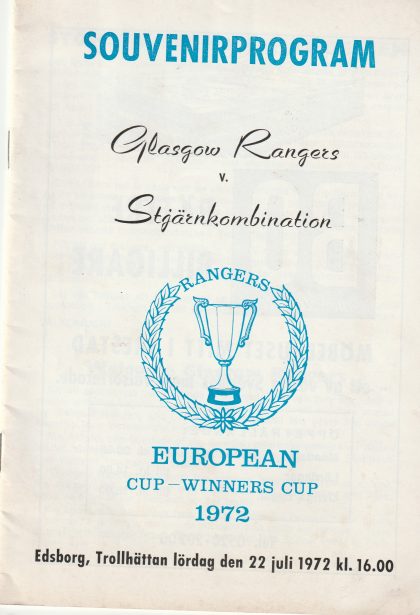 SOUVENIRPROGRAM
Glasgow Rangers
v.
Stjärnkombination
RANGERS
EUROPEAN
CUP - WINNERS CUP
1972
Edsborg, Trollhättan lördag den 22 juli 1972 kl. 16.00